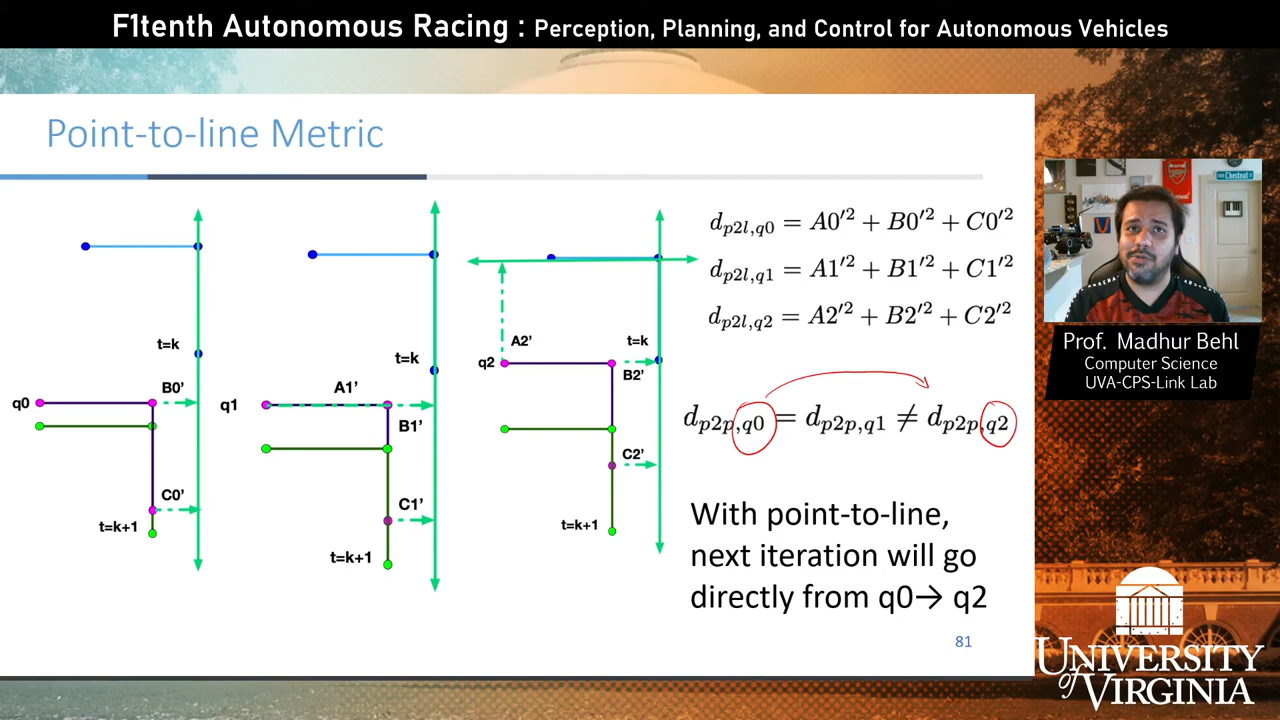 F1tenth Autonomous Racing : Perception, Planning, and Control for Autonomous Vehicles
Point-to-line Metric
t=k
B0'
q0
C0'
t=k+1
t=k
A1'
q1
B1'
C1'
t=k+1
A2'
t=k
q2
B2'
C2'
t=k+1
d_{p2l,q0} = A0'^2 + B0'^2 + C0'^2
d_{p2l,q1} = A1'^2 + B1'^2 + C1'^2
d_{p2l,q2} = A2'^2 + B2'^2 + C2'^2
d_{p2p,q0} = d_{p2p,q1} ≠ d_{p2p,q2}
With point-to-line,
next iteration will go
directly from q0→ q2
81
Chestnut
Prof. Madhur Behl
Computer Science
UVA-CPS-Link Lab
UNIVERSITY
of VIRGINIA